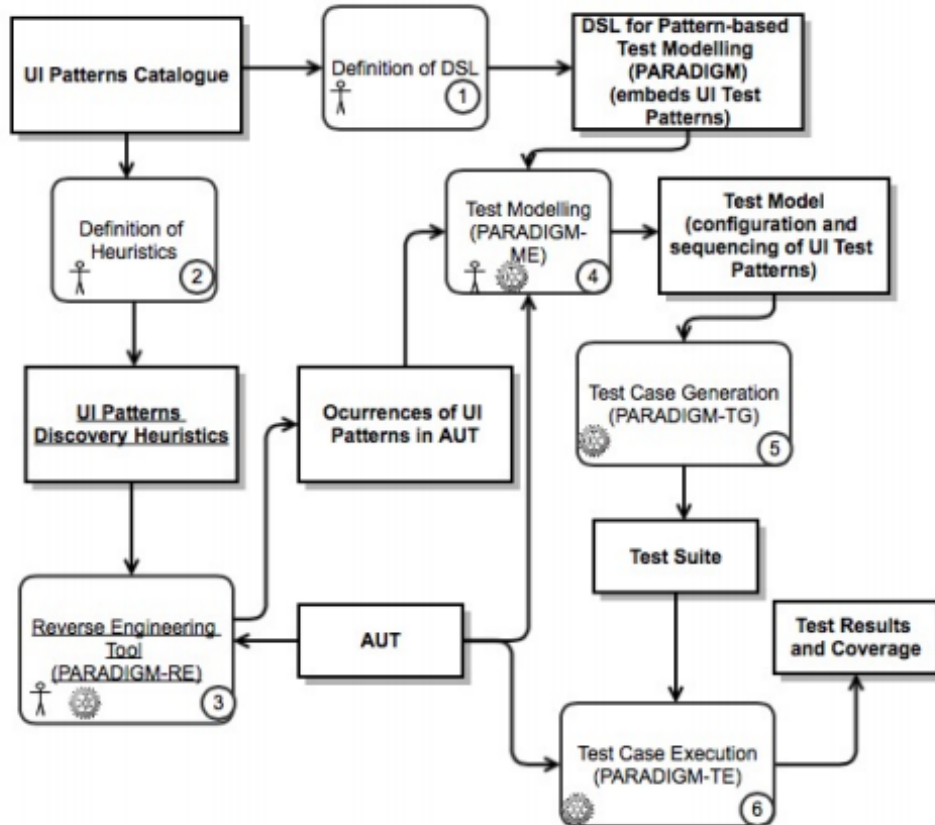 UI Patterns Catalogue
Definition of DSL
1
DSL for Pattern-based
Test Modelling
(PARADIGM)
(embeds UI Test
Patterns)
Definition of
Heuristics
2
Test Modelling
(PARADIGM-
ME)
4
Test Model
(configuration and
sequencing of UI Test
Patterns)
UI Patterns
Discovery Heuristics
Ocurrences of UI
Patterns in AUT
Test Case Generation
(PARADIGM-TG)
5
Test Suite
Reverse Engineering
Tool
(PARADIGM-RE)
3
AUT
Test Results
and Coverage
Test Case Execution
(PARADIGM-TE)
6